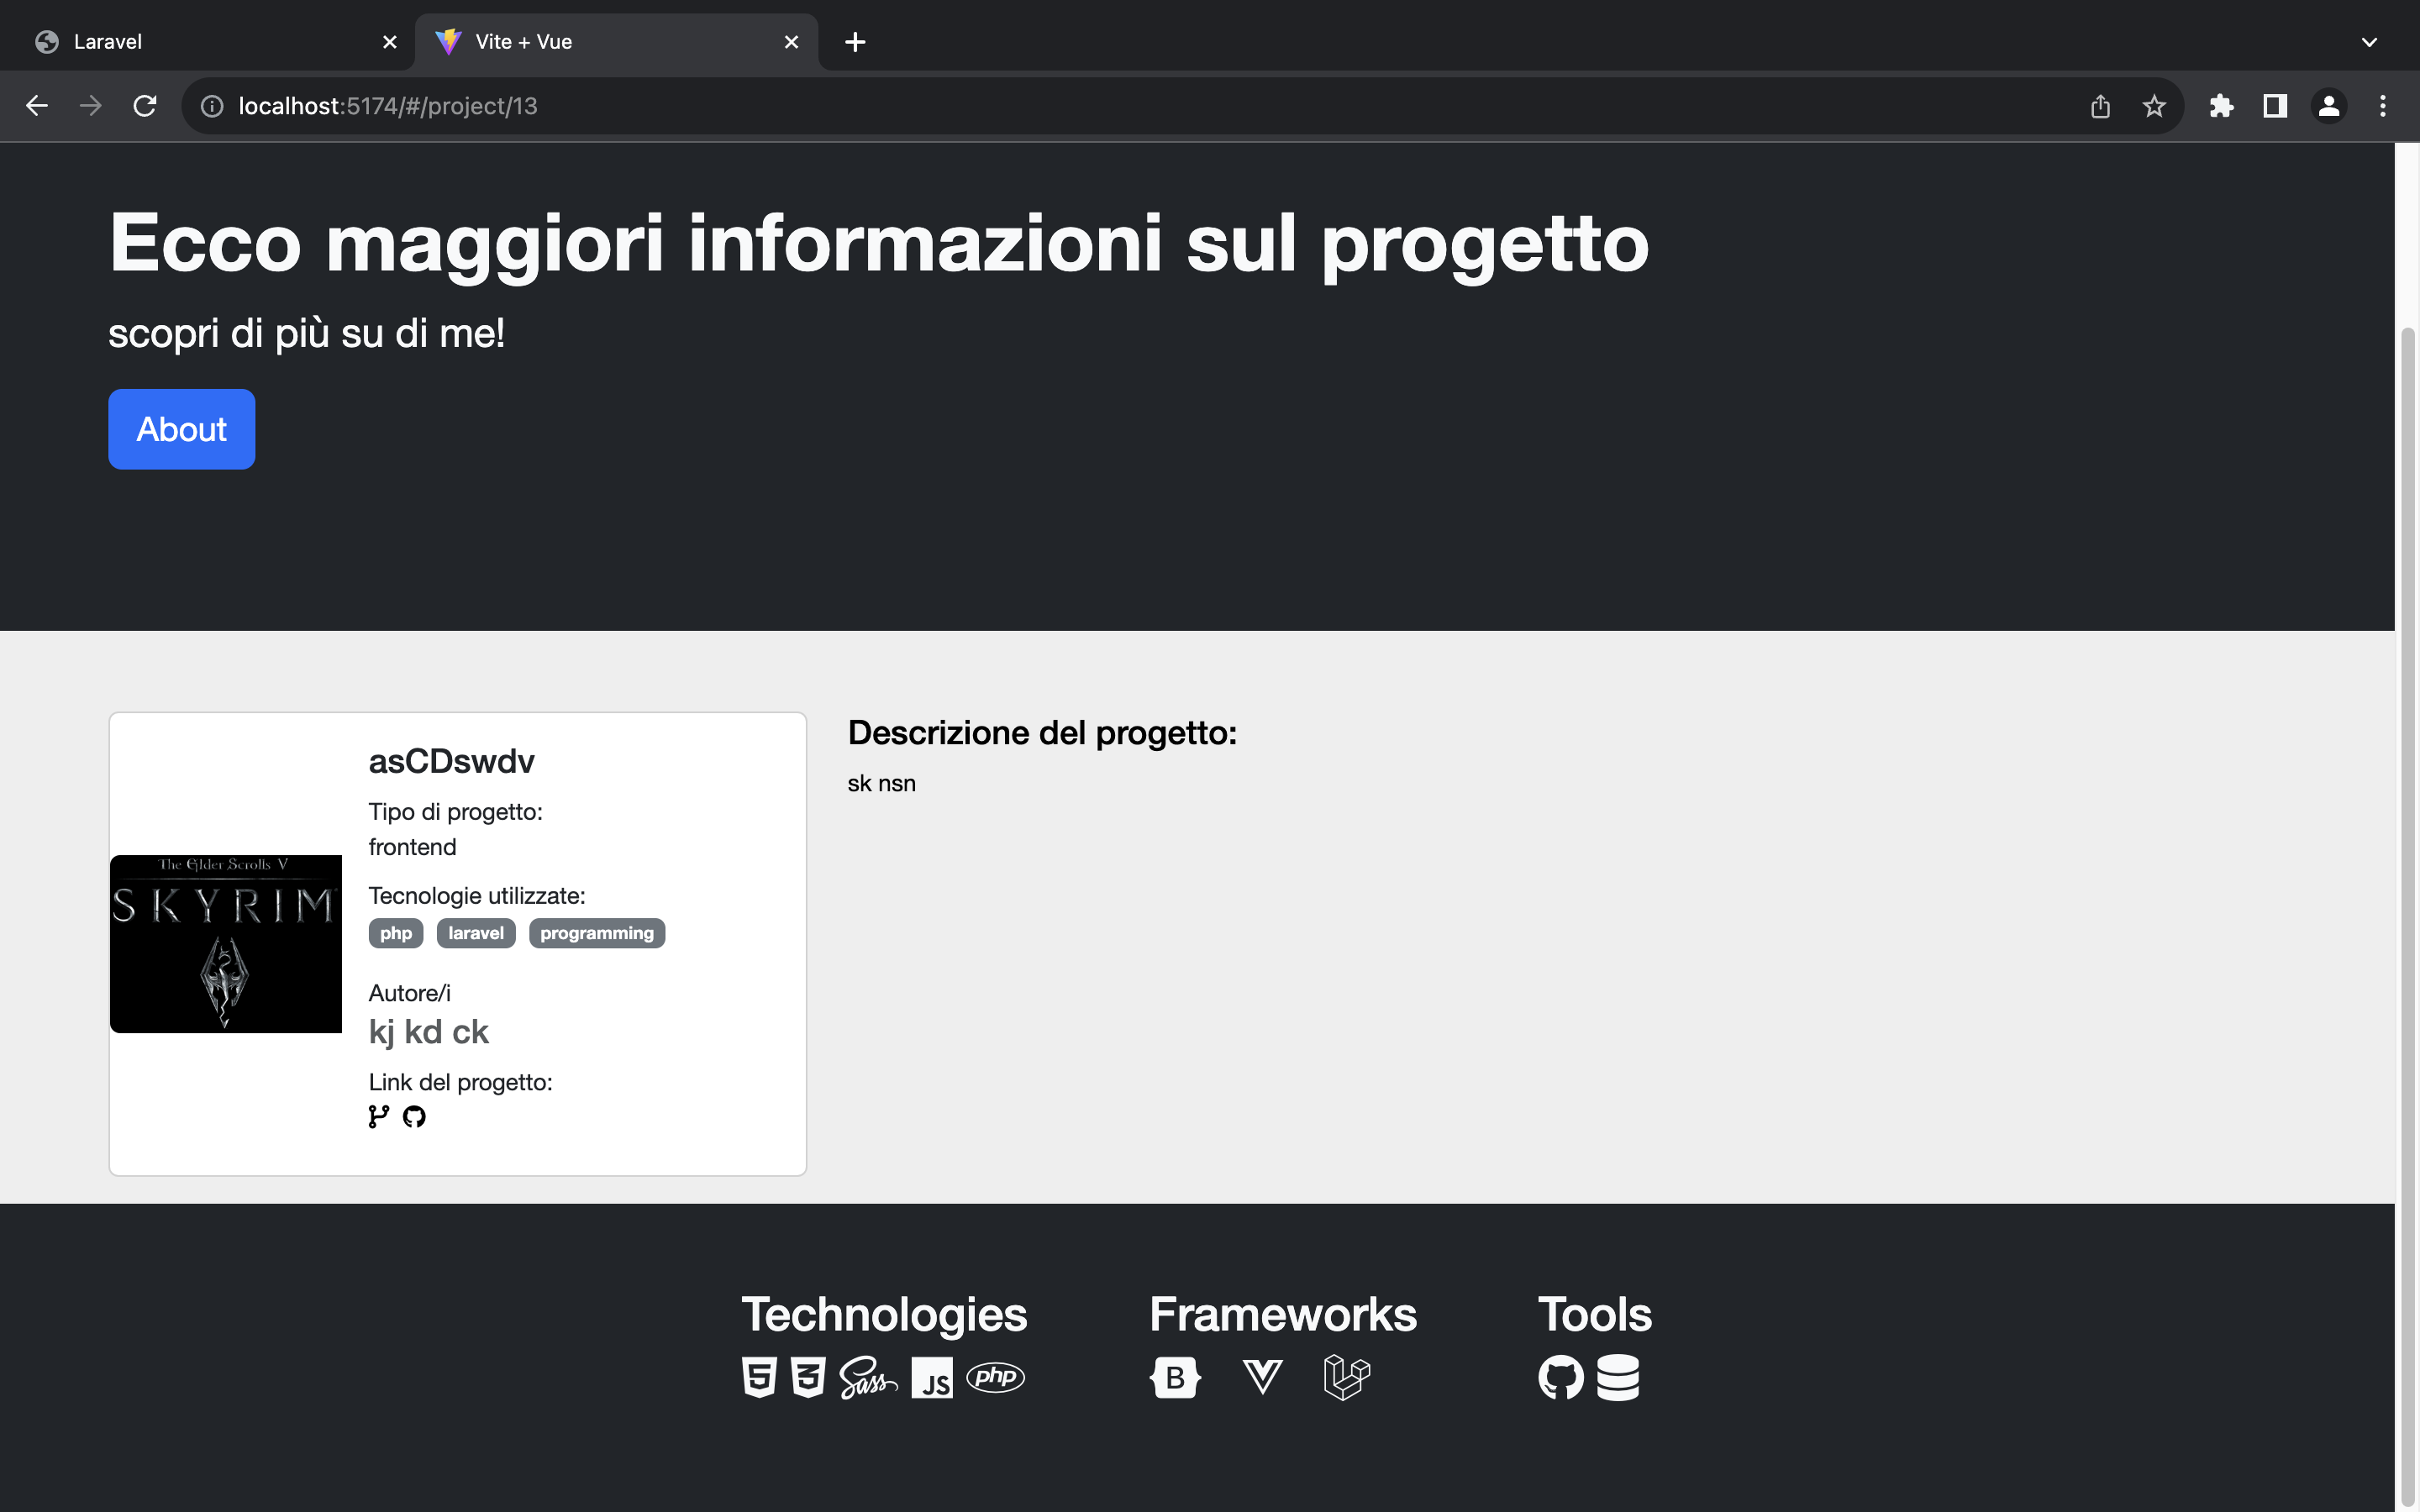 Laravel
Vite + Vue
localhost:5174/#/project/13
Ecco maggiori informazioni sul progetto
scopri di più su di me!
About
asCDswdv
Tipo di progetto:
frontend
Tecnologie utilizzate:
php laravel programming
Autore/i
kj kd ck
Link del progetto:
The Elder Scrolls V
SKYRIM
Descrizione del progetto:
sk nsn
Technologies
5 3 Sass JS php
Frameworks
B
Tools